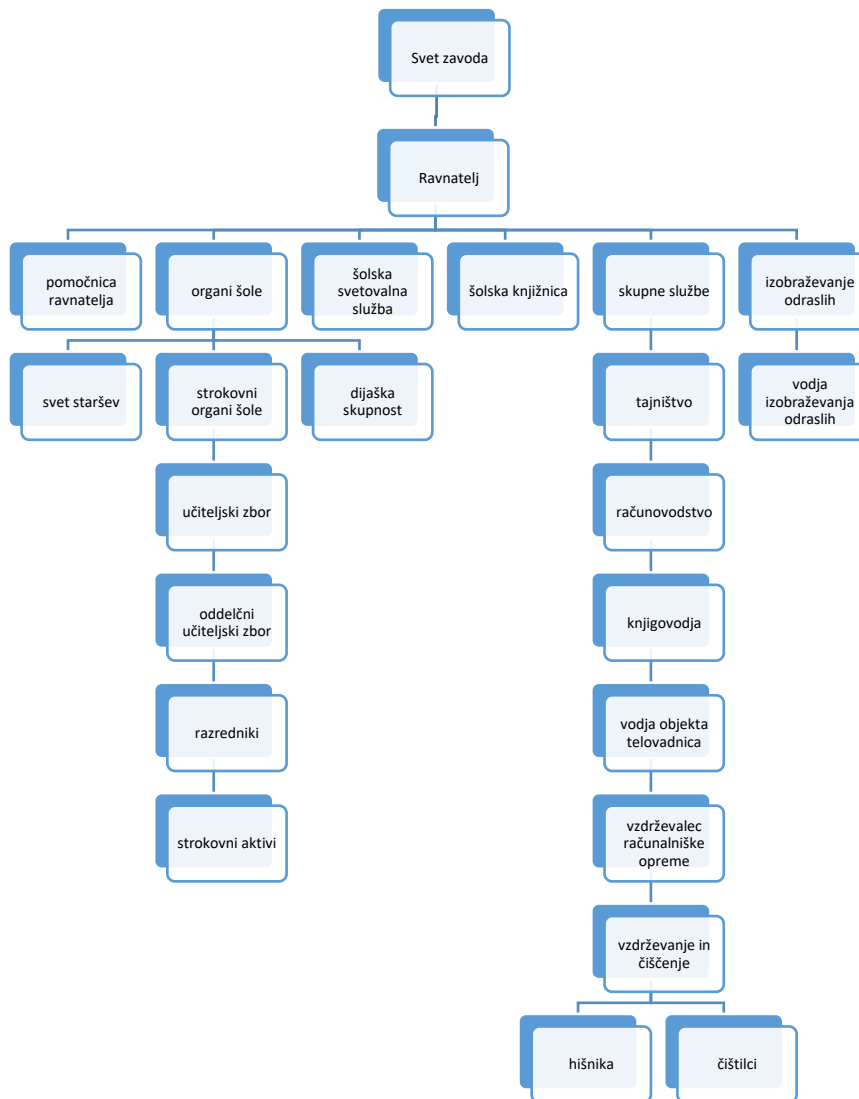 Svet zavoda
Ravnatelj
pomočnica
ravnatelja
organi šole
šolska
svetovalna
služba
šolska knjižnica
skupne službe
izobraževanje
odraslih
svet staršev
strokovni
organi šole
dijaška
skupnost
tajništvo
vodja
izobraževanja
odraslih
učiteljski zbor
računovodstvo
oddelčni
učiteljski zbor
knjigovodja
razredniki
vodja objekta
telovadnica
strokovni aktivi
vzdrževalec
računalniške
opreme
vzdrževanje in
čiščenje
hišnika
čištilci